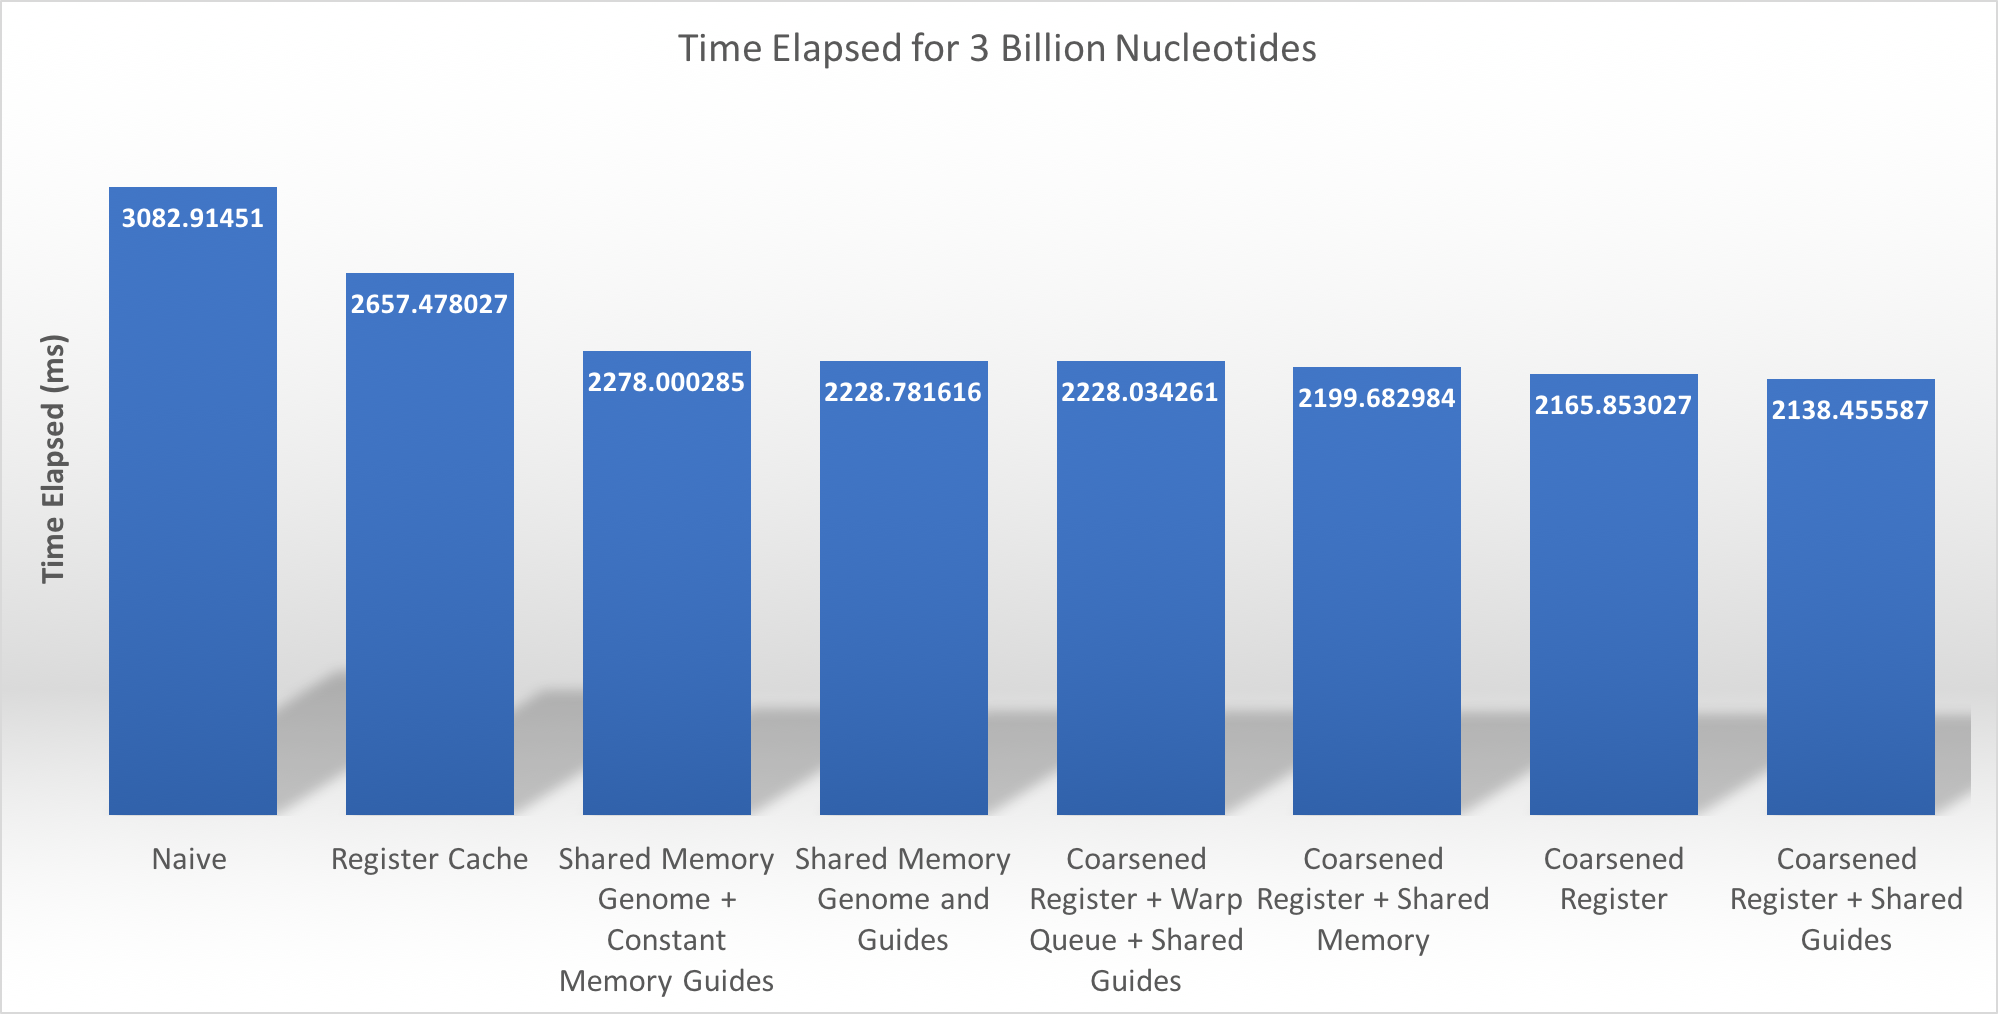 Time Elapsed for 3 Billion Nucleotides
Time Elapsed (ms)
3082.91451
2657.478027
2278.000285
2228.781616
2228.034261
2199.682984
2165.853027
2138.455587
Naive
Register Cache
Shared Memory
Genome +
Constant
Memory Guides
Shared Memory
Genome and
Guides
Coarsened
Register + Warp
Queue + Shared
Guides
Coarsened
Register + Shared
Memory
Coarsened
Register
Coarsened
Register + Shared
Guides